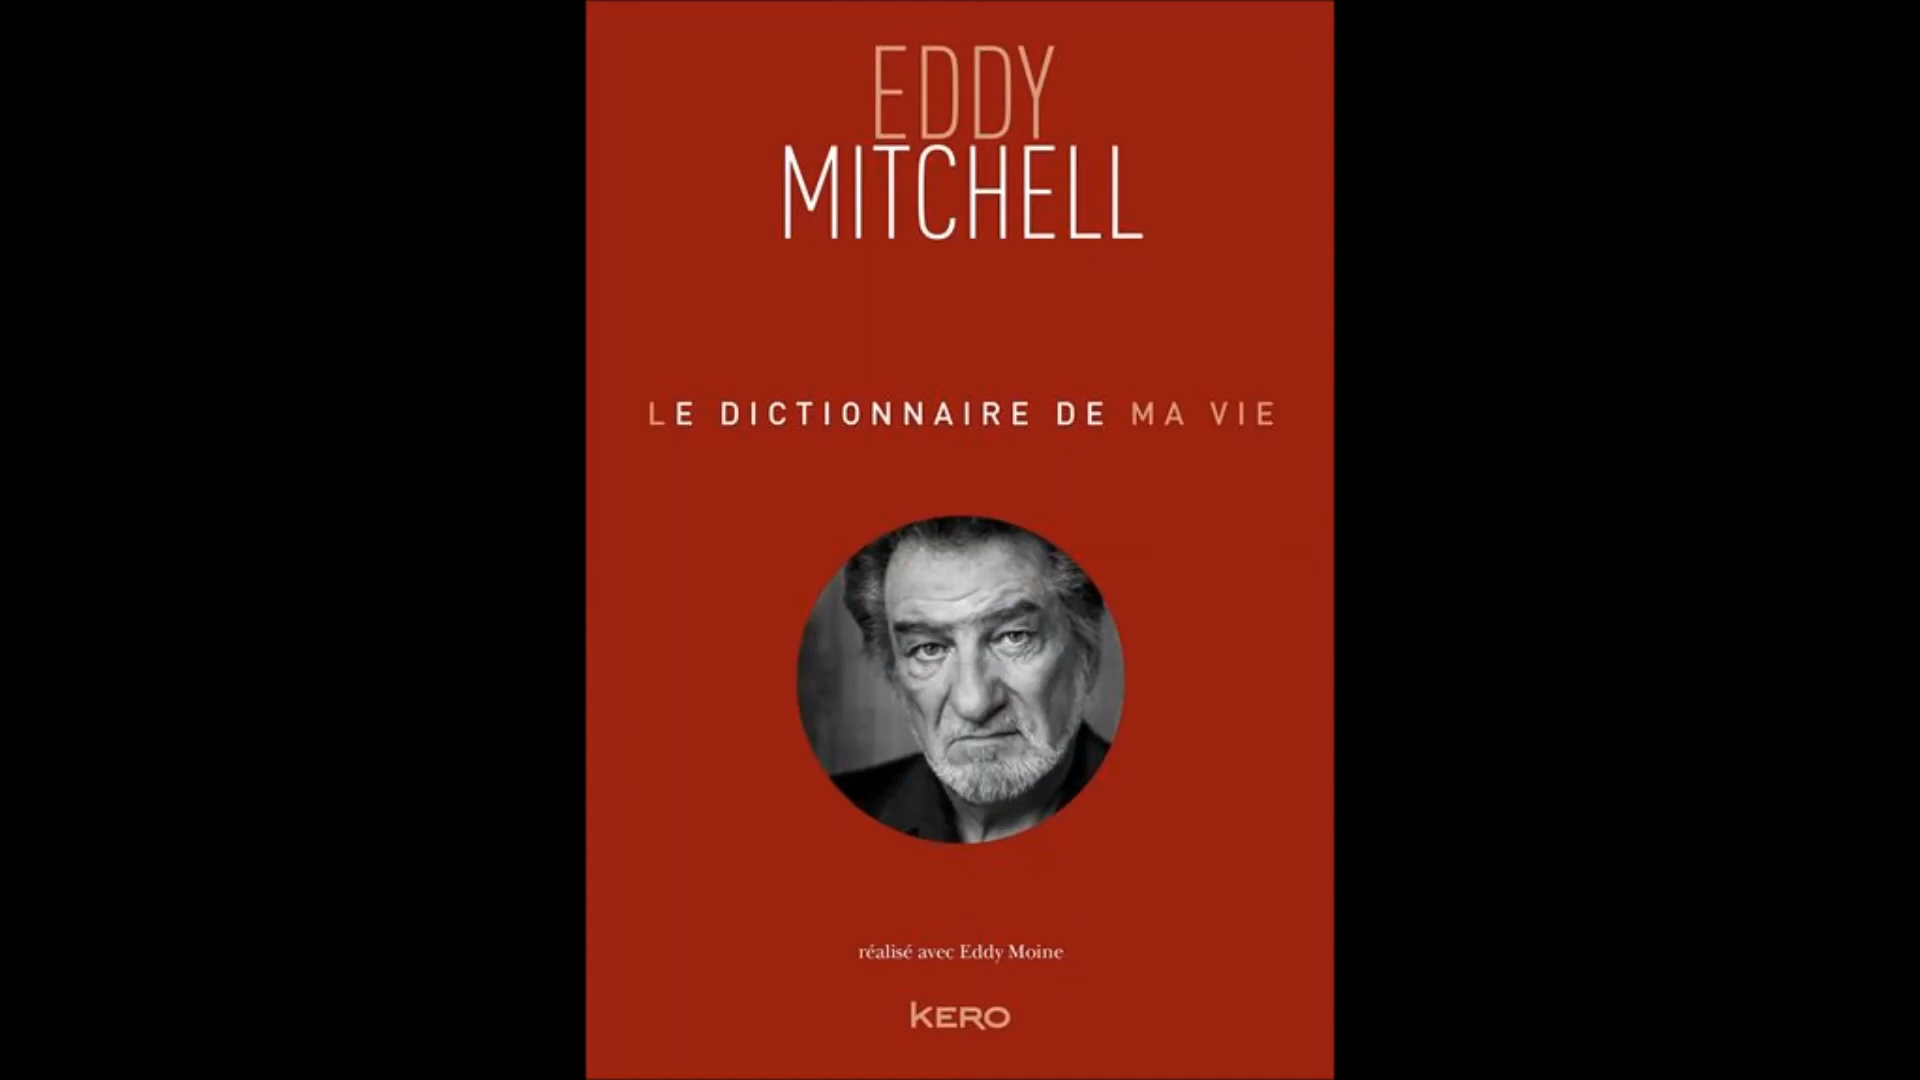 EDDY
MITCHELL
LE DICTIONNAIRE DE MA VIE
réalisé avec Eddy Moine
KERO